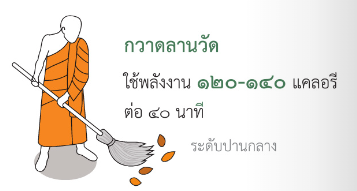 กวาดลานวัด
ใช้พลังงาน ๑๒๐-๑๔๐ แคลอรี
ต่อ ๔๐ นาที
ระดับปานกลาง